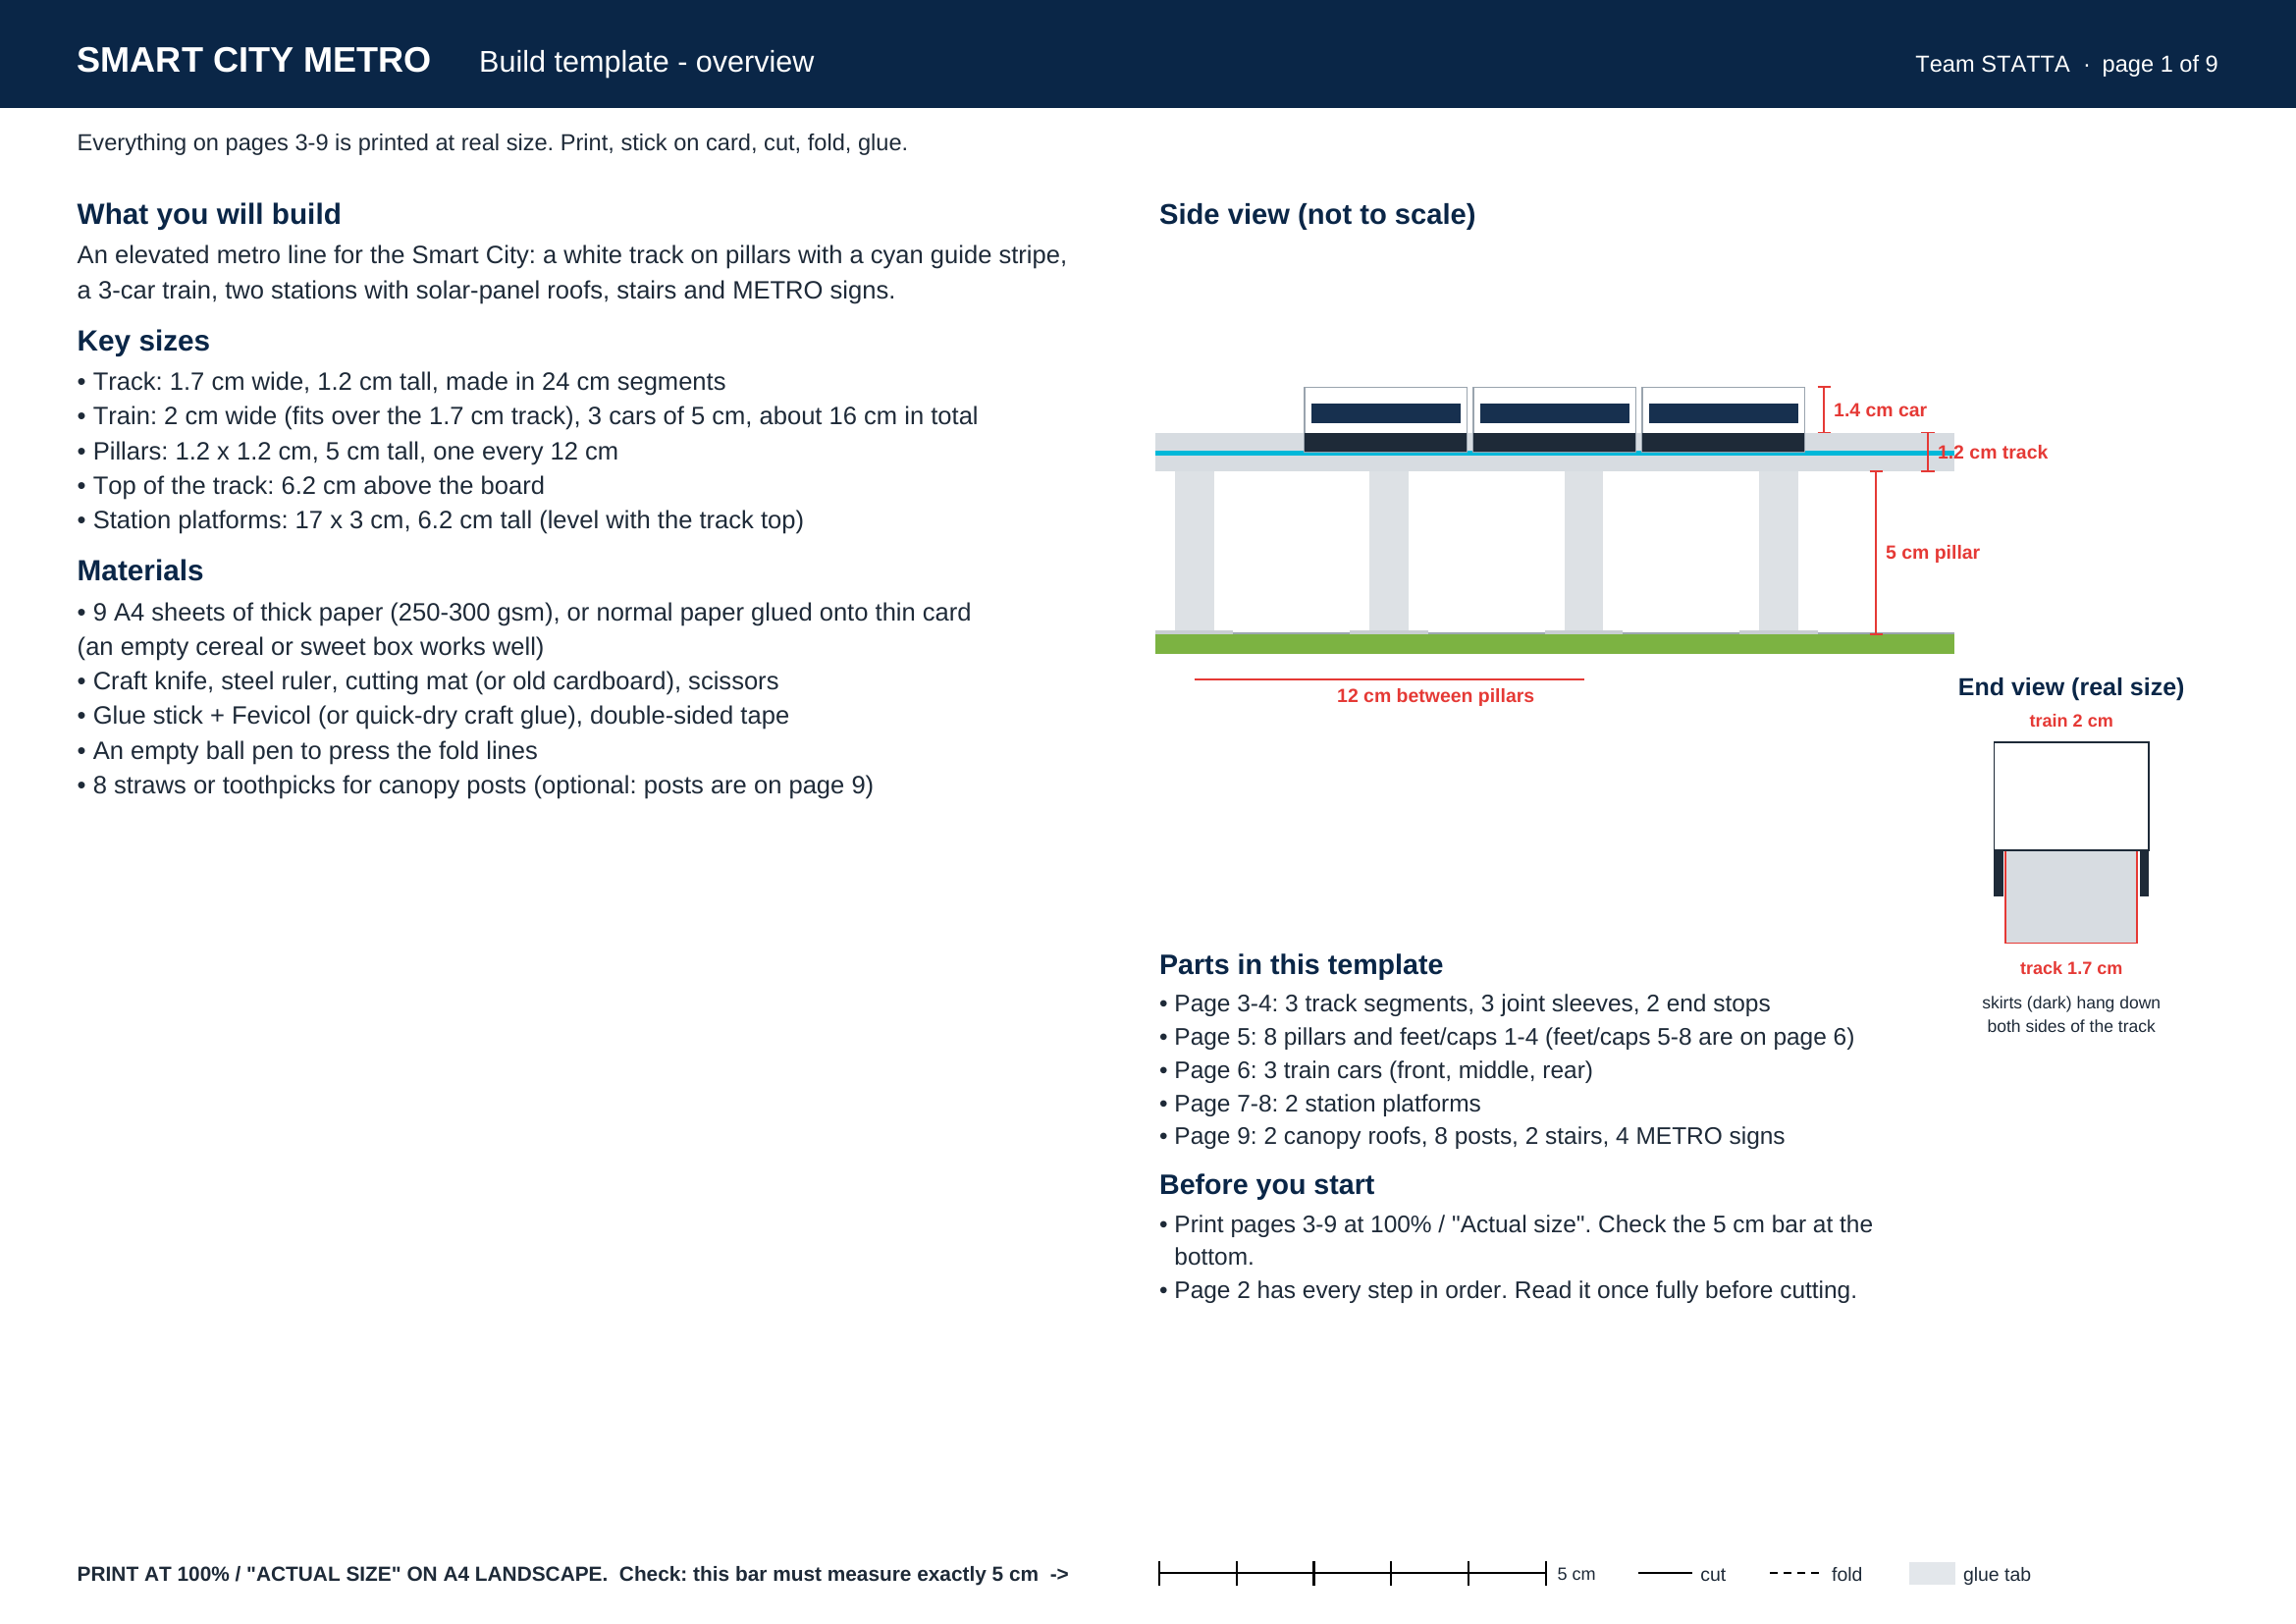 SMART CITY METRO Build template - overview Team STATTA · page 1 of 9
Everything on pages 3-9 is printed at real size. Print, stick on card, cut, fold, glue.
What you will build
An elevated metro line for the Smart City: a white track on pillars with a cyan guide stripe,
a 3-car train, two stations with solar-panel roofs, stairs and METRO signs.
Key sizes
• Track: 1.7 cm wide, 1.2 cm tall, made in 24 cm segments
• Train: 2 cm wide (fits over the 1.7 cm track), 3 cars of 5 cm, about 16 cm in total
• Pillars: 1.2 x 1.2 cm, 5 cm tall, one every 12 cm
• Top of the track: 6.2 cm above the board
• Station platforms: 17 x 3 cm, 6.2 cm tall (level with the track top)
Materials
• 9 A4 sheets of thick paper (250-300 gsm), or normal paper glued onto thin card
(an empty cereal or sweet box works well)
• Craft knife, steel ruler, cutting mat (or old cardboard), scissors
• Glue stick + Fevicol (or quick-dry craft glue), double-sided tape
• An empty ball pen to press the fold lines
• 8 straws or toothpicks for canopy posts (optional: posts are on page 9)
Side view (not to scale)
1.4 cm car
1.2 cm track
5 cm pillar
12 cm between pillars
End view (real size)
train 2 cm
track 1.7 cm
skirts (dark) hang down
both sides of the track
Parts in this template
• Page 3-4: 3 track segments, 3 joint sleeves, 2 end stops
• Page 5: 8 pillars and feet/caps 1-4 (feet/caps 5-8 are on page 6)
• Page 6: 3 train cars (front, middle, rear)
• Page 7-8: 2 station platforms
• Page 9: 2 canopy roofs, 8 posts, 2 stairs, 4 METRO signs
Before you start
• Print pages 3-9 at 100% / "Actual size". Check the 5 cm bar at the
bottom.
• Page 2 has every step in order. Read it once fully before cutting.
PRINT AT 100% / "ACTUAL SIZE" ON A4 LANDSCAPE. Check: this bar must measure exactly 5 cm -> 5 cm cut fold glue tab